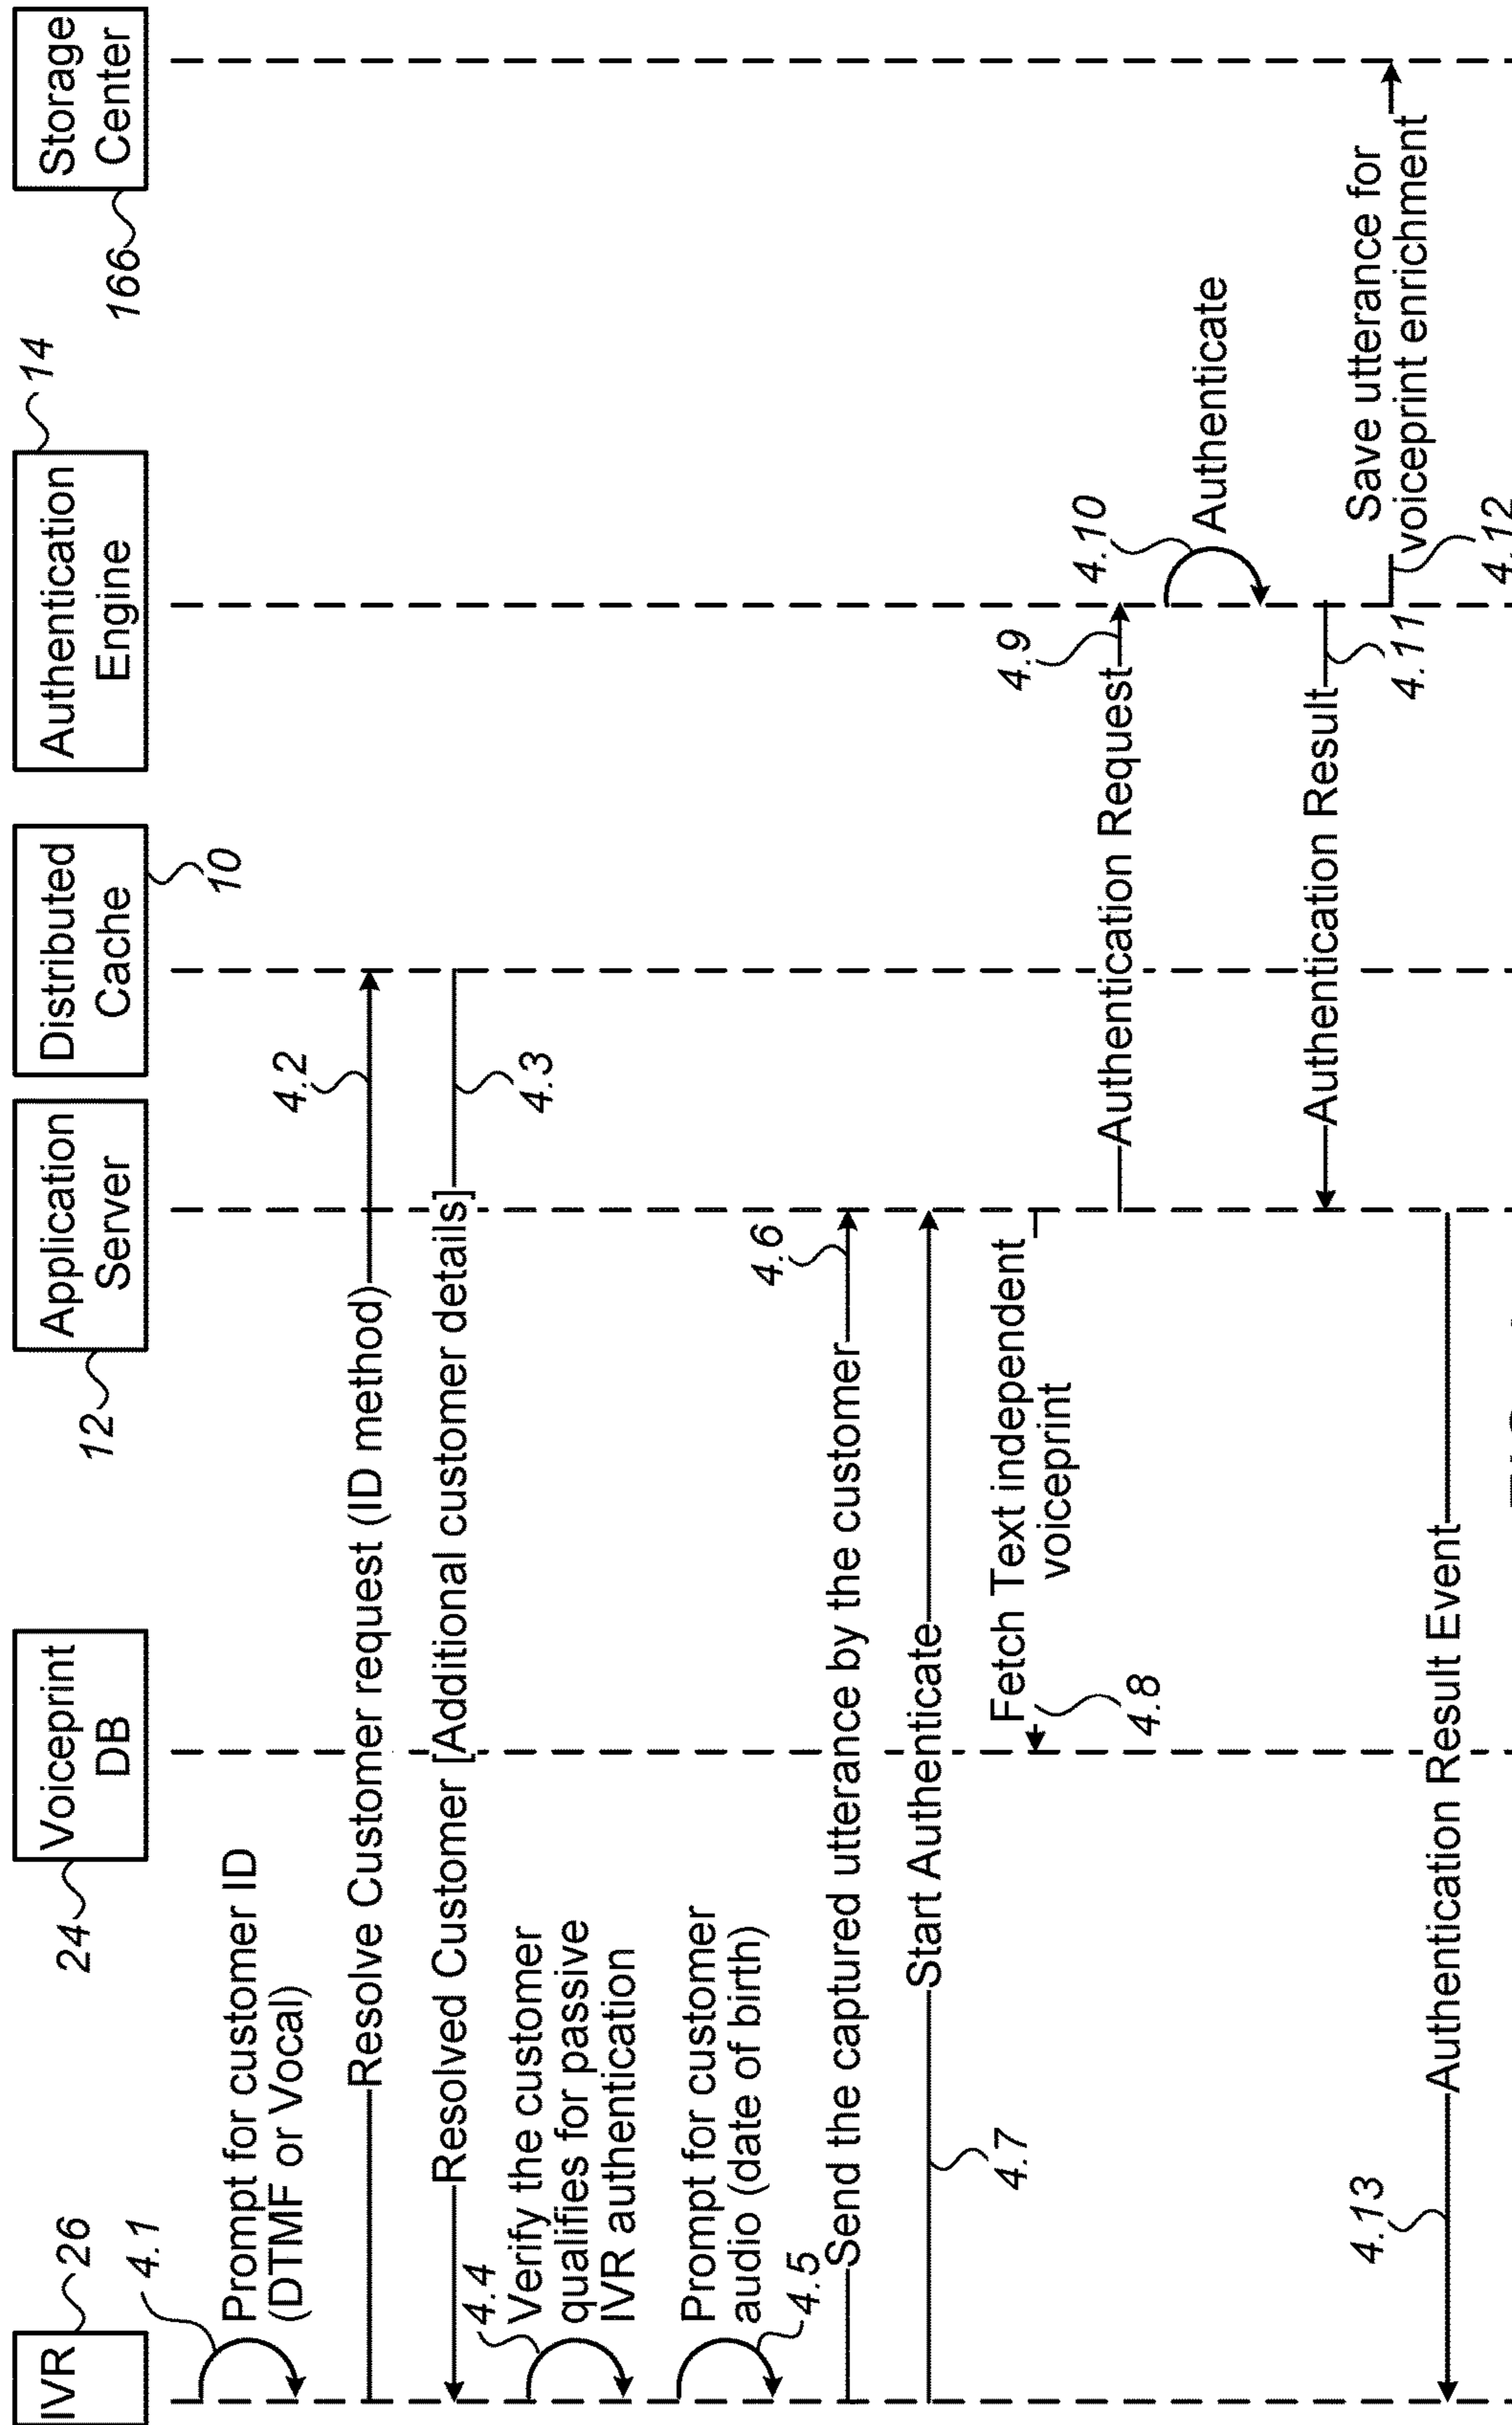 IVR
26
Voiceprint
DB
24
Application
Server
12
Distributed
Cache
10
Authentication
Engine
14
Storage
Center
166
4.1
Prompt for customer ID
(DTMF or Vocal)
Resolve Customer request (ID method)
4.2
Resolved Customer [Additional customer details]
4.3
4.4
Verify the customer
qualifies for passive
IVR authentication
Prompt for customer
audio (date of birth)
4.5
Send the captured utterance by the customer
4.6
Start Authenticate
4.7
Fetch Text independent
voiceprint
4.8
Authentication Request
4.9
4.10
Authenticate
Authentication Result
4.11
Save utterance for
voiceprint enrichment
4.12
Authentication Result Event
4.13